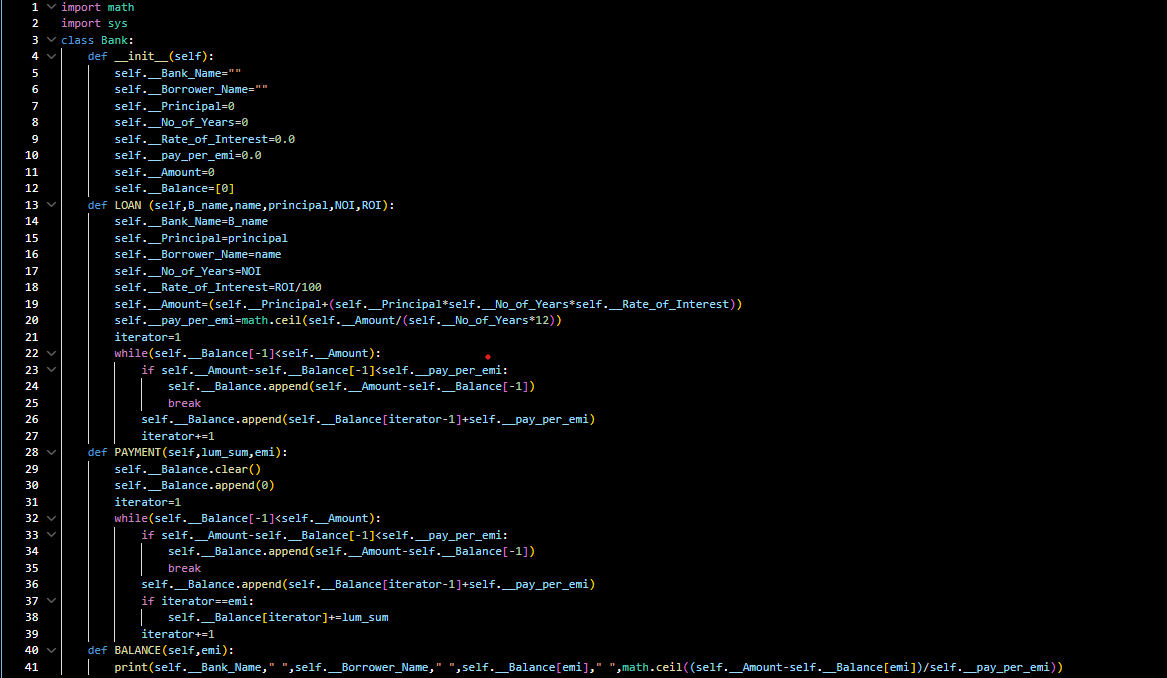 1 import math
2 import sys
3 class Bank:
4     def __init__(self):
5         self.__Bank_Name=""
6         self.__Borrower_Name=""
7         self.__Principal=0
8         self.__No_of_Years=0
9         self.__Rate_of_Interest=0.0
10         self.__pay_per_emi=0.0
11         self.__Amount=0
12         self.__Balance=[0]
13     def LOAN (self,B_name,name,principal,NOI,ROI):
14         self.__Bank_Name=B_name
15         self.__Principal=principal
16         self.__Borrower_Name=name
17         self.__No_of_Years=NOI
18         self.__Rate_of_Interest=ROI/100
19         self.__Amount=(self.__Principal+(self.__Principal*self.__No_of_Years*self.__Rate_of_Interest))
20         self.__pay_per_emi=math.ceil(self.__Amount/(self.__No_of_Years*12))
21         iterator=1
22         while(self.__Balance[-1]<self.__Amount):
23             if self.__Amount-self.__Balance[-1]<self.__pay_per_emi:
24                 self.__Balance.append(self.__Amount-self.__Balance[-1])
25                 break
26             self.__Balance.append(self.__Balance[iterator-1]+self.__pay_per_emi)
27             iterator+=1
28     def PAYMENT(self,lum_sum,emi):
29         self.__Balance.clear()
30         self.__Balance.append(0)
31         iterator=1
32         while(self.__Balance[-1]<self.__Amount):
33             if self.__Amount-self.__Balance[-1]<self.__pay_per_emi:
34                 self.__Balance.append(self.__Amount-self.__Balance[-1])
35                 break
36             self.__Balance.append(self.__Balance[iterator-1]+self.__pay_per_emi)
37             if iterator==emi:
38                 self.__Balance[iterator]+=lum_sum
39             iterator+=1
40     def BALANCE(self,emi):
41         print(self.__Bank_Name," ",self.__Borrower_Name," ",self.__Balance[emi]," ",math.ceil((self.__Amount-self.__Balance[emi])/self.__pay_per_emi))